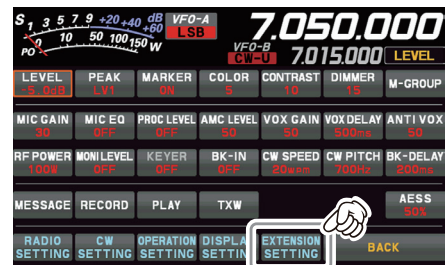 S 1 3 5 7 9 +20 +40 +60 dB VFO-A 7.050.000
PO 0 10 50 100 150 W LSB
VFO-B 7.015.000 LEVEL
CW-U
LEVEL PEAK MARKER COLOR CONTRAST DIMMER M-GROUP
-5.0dB LV1 ON 5 10 15
MIC GAIN MIC EQ PROC LEVEL AMC LEVEL VOX GAIN VOX DELAY ANTI VOX
30 OFF OFF 50 50 500ms 50
RF POWER MONI LEVEL KEYER BK-IN CW SPEED CW PITCH BK-DELAY
100W OFF OFF OFF 20wpm 700Hz 200ms
MESSAGE RECORD PLAY TXW AESS
50%
RADIO CW OPERATION DISPLA EXTENSION BACK
SETTING SETTING SETTING SETTIN SETTING